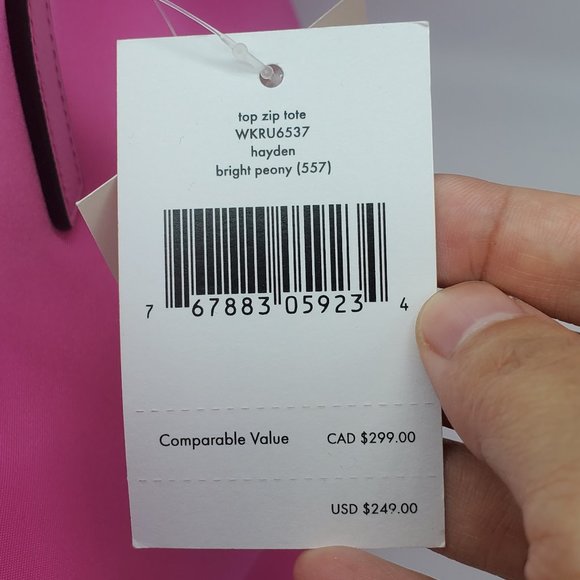 top zip tote
WKRU6537
hayden
bright peony (557)
7 67883 05923 4
Comparable Value CAD $299.00
USD $249.00